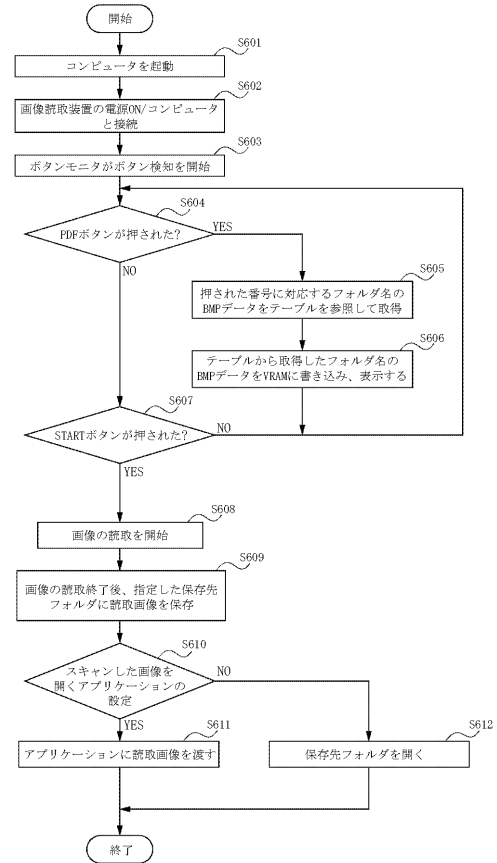 開始
S601
コンピュータを起動
S602
画像読取装置の電源ON/コンピュータ
と接続
S603
ボタンモニタがボタン検知を開始
S604
PDFボタンが押された?
YES
NO
S605
押された番号に対応するフォルダ名の
BMPデータをテーブルを参照して取得
S606
テーブルから取得したフォルダ名の
BMPデータをVRAMに書き込み、表示する
S607
STARTボタンが押された?
NO
YES
S608
画像の読取を開始
S609
画像の読取終了後、指定した保存先
フォルダに読取画像を保存
S610
スキャンした画像を
開くアプリケーションの
設定
NO
YES
S611
アプリケーションに読取画像を渡す
S612
保存先フォルダを開く
終了